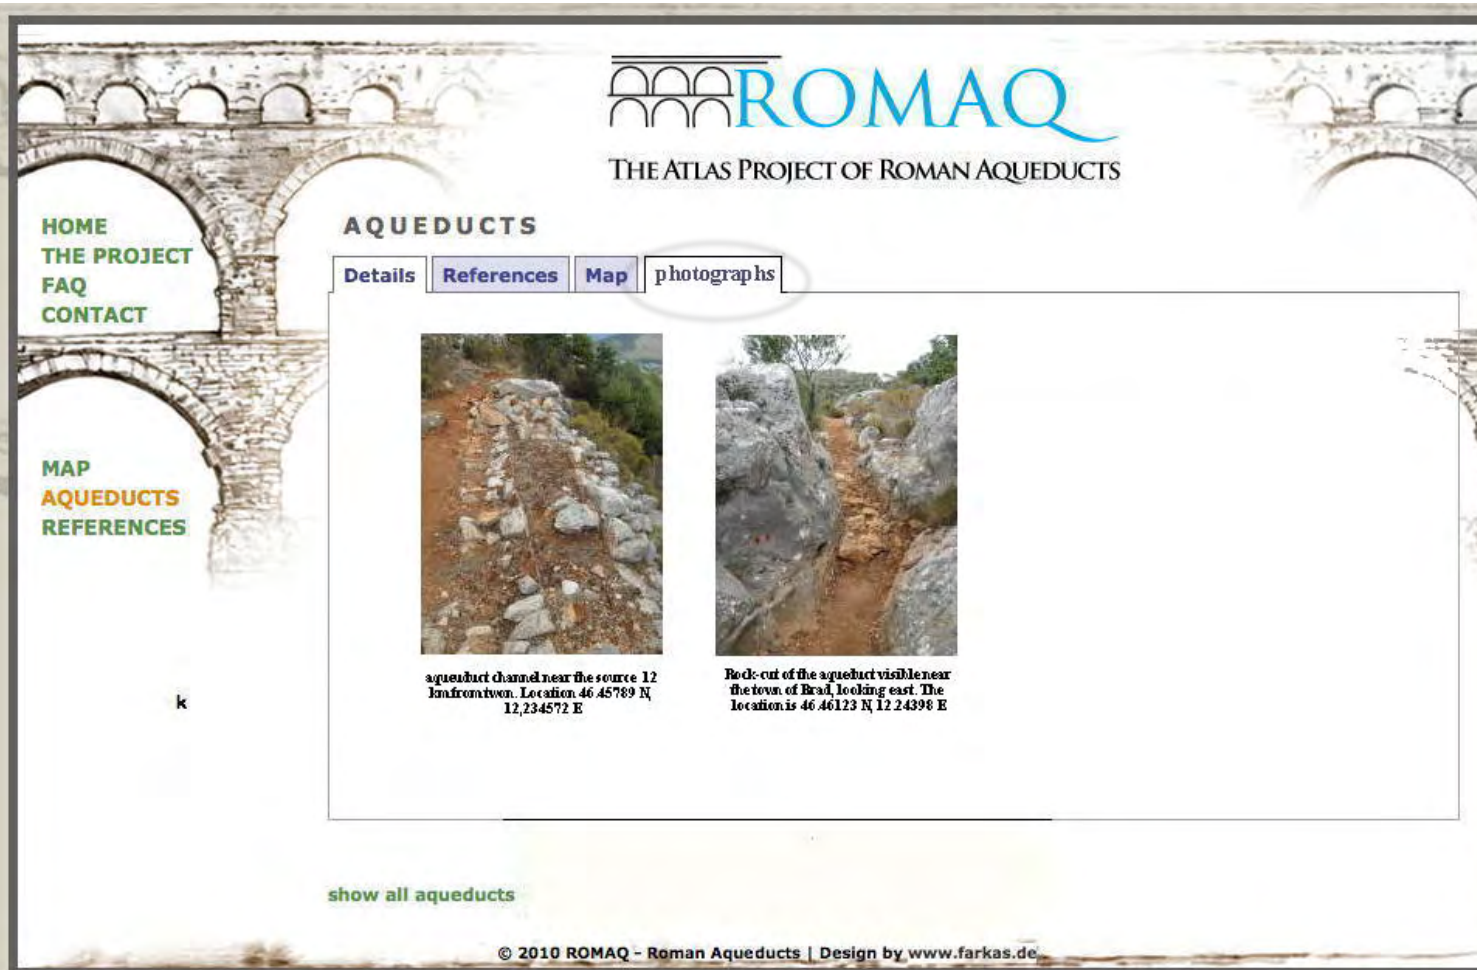 ROMAQ
THE ATLAS PROJECT OF ROMAN AQUEDUCTS
HOME
THE PROJECT
FAQ
CONTACT
MAP
AQUEDUCTS
REFERENCES
k
AQUEDUCTS
Details References Map photographs
aqueuduct channel near the source 12
km from twon. Location 46.45789 N,
12,234572 E
Rock-cut of the aqueduct visible near
the town of Brad, looking east. The
location is 46.46123 N, 12.24398 E
show all aqueducts
© 2010 ROMAQ - Roman Aqueducts | Design by www.farkas.de